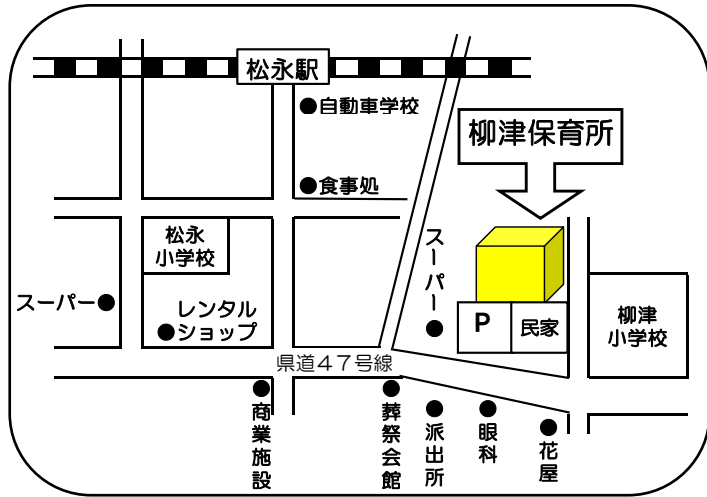 松永駅
自動車学校
柳津保育所
食事処
松永
小学校
スーパー
スーパー
レンタル
ショップ
P
民家
柳津
小学校
県道47号線
商業施設
葬祭会館
派出所
眼科
花屋